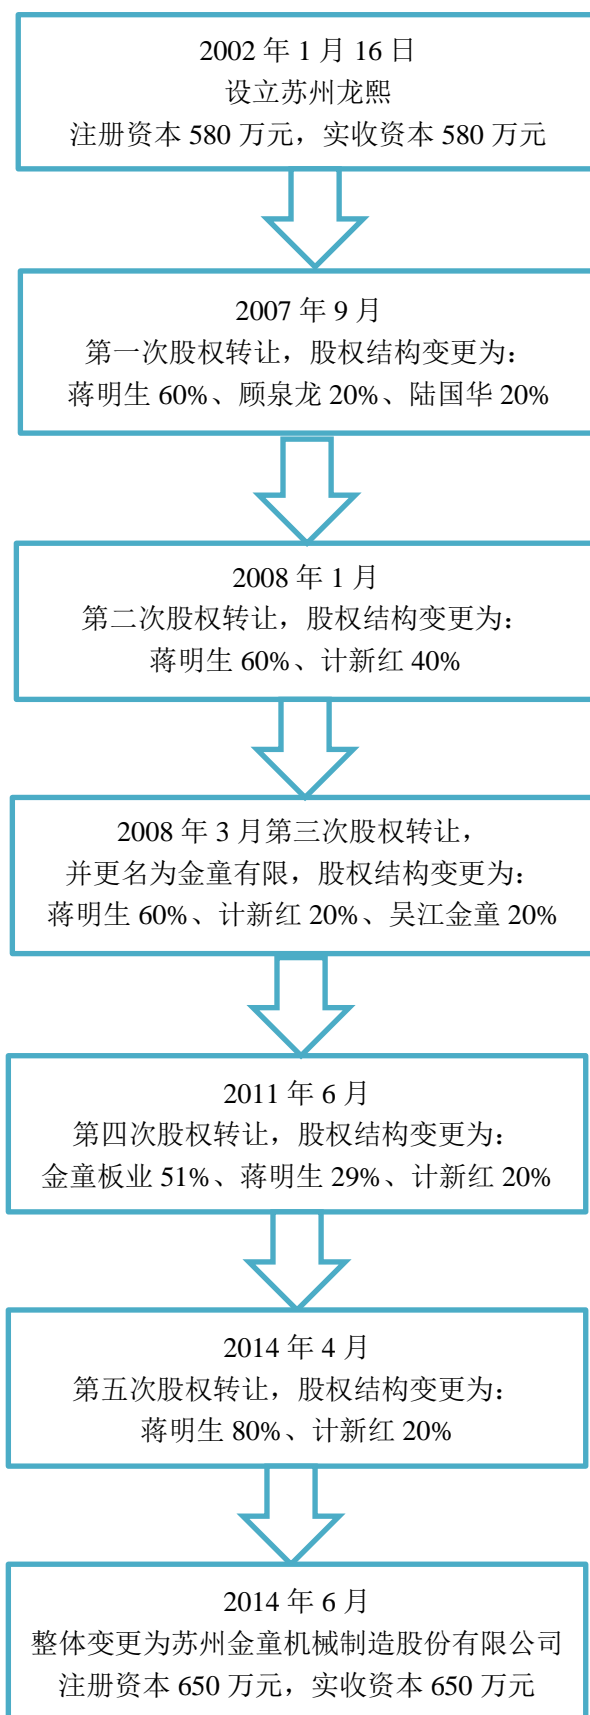 2002 年 1 月 16 日
设立苏州龙熙
注册资本 580 万元，实收资本 580 万元
2007 年 9 月
第一次股权转让，股权结构变更为：
蒋明生 60%、顾泉龙 20%、陆国华 20%
2008 年 1 月
第二次股权转让，股权结构变更为：
蒋明生 60%、计新红 40%
2008 年 3 月第三次股权转让，
并更名为金童有限，股权结构变更为：
蒋明生 60%、计新红 20%、吴江金童 20%
2011 年 6 月
第四次股权转让，股权结构变更为：
金童板业 51%、蒋明生 29%、计新红 20%
2014 年 4 月
第五次股权转让，股权结构变更为：
蒋明生 80%、计新红 20%
2014 年 6 月
整体变更为苏州金童机械制造股份有限公司
注册资本 650 万元，实收资本 650 万元